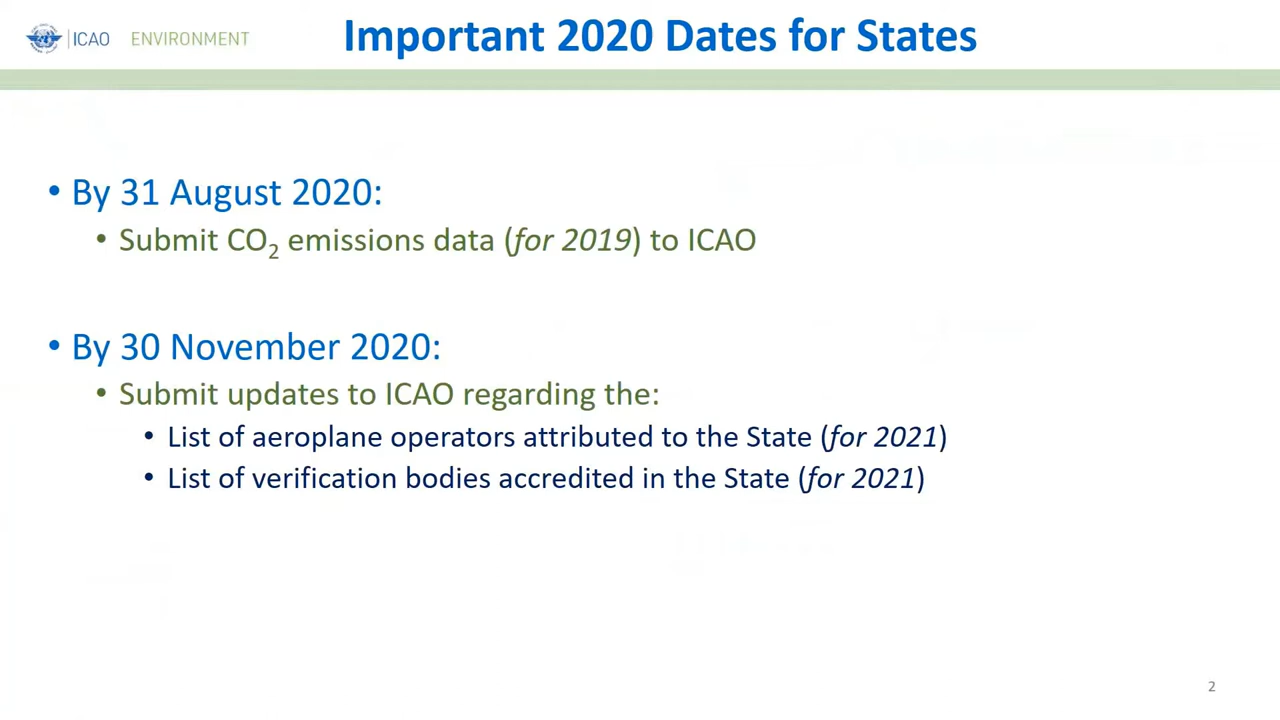 ICAO ENVIRONMENT
Important 2020 Dates for States
• By 31 August 2020:
• Submit CO₂ emissions data (for 2019) to ICAO
• By 30 November 2020:
• Submit updates to ICAO regarding the:
• List of aeroplane operators attributed to the State (for 2021)
• List of verification bodies accredited in the State (for 2021)
2